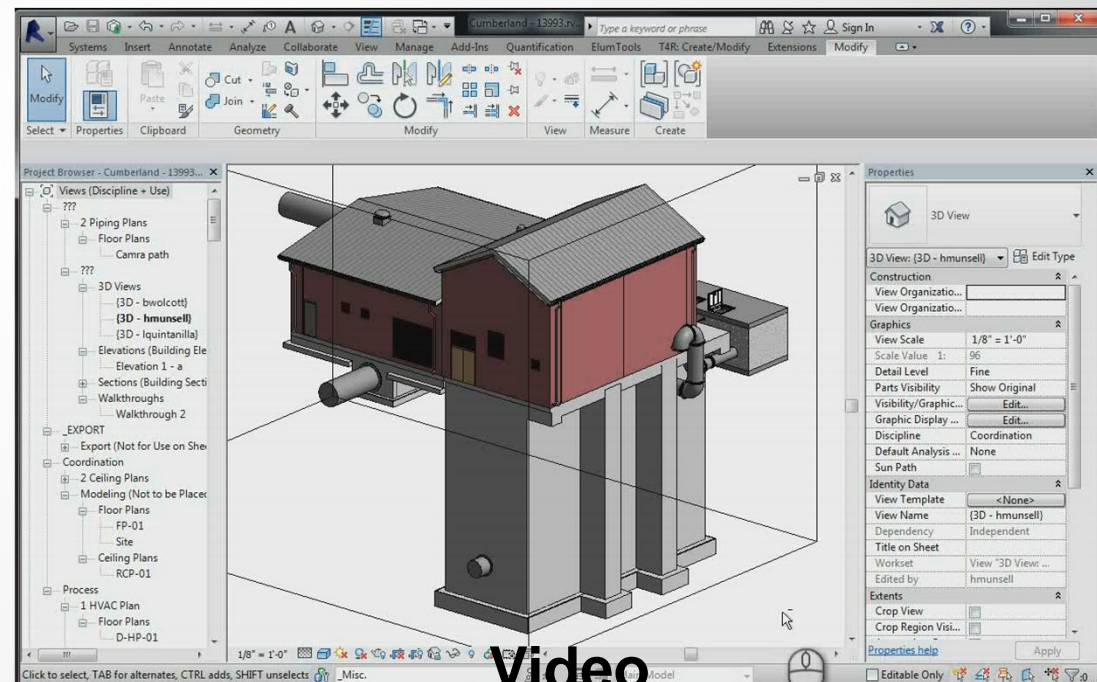 Cumberland - 13993.rv...
Type a keyword or phrase
Sign In
Systems Insert Annotate Analyze Collaborate View Manage Add-Ins Quantification ElumTools T4R: Create/Modify Extensions Modify
Modify
Paste
Cut
Join
Select Properties Clipboard Geometry Modify View Measure Create
Project Browser - Cumberland - 13993...
Views (Discipline + Use)
???
2 Piping Plans
Floor Plans
Camra path
???
3D Views
{3D - bwolcott}
{3D - hmunsell}
{3D - lquintanilla}
Elevations (Building Ele
Elevation 1 - a
Sections (Building Secti
Walkthroughs
Walkthrough 2
_EXPORT
Export (Not for Use on Shee
Coordination
2 Ceiling Plans
Modeling (Not to be Placed
Floor Plans
FP-01
Site
Ceiling Plans
RCP-01
Process
1 HVAC Plan
Floor Plans
D-HP-01
Properties
3D View
3D View: {3D - hmunsell} Edit Type
Construction
View Organizatio...
View Organizatio...
Graphics
View Scale 1/8" = 1'-0"
Scale Value 1: 96
Detail Level Fine
Parts Visibility Show Original
Visibility/Graphic... Edit...
Graphic Display ... Edit...
Discipline Coordination
Default Analysis ... None
Sun Path
Identity Data
View Template <None>
View Name {3D - hmunsell}
Dependency Independent
Title on Sheet
Workset View "3D View: ...
Edited by hmunsell
Extents
Crop View
Crop Region Visi...
Properties help Apply
1/8" = 1'-0"
Video
Click to select, TAB for alternates, CTRL adds, SHIFT unselects
_Misc.
Model
Editable Only
:0